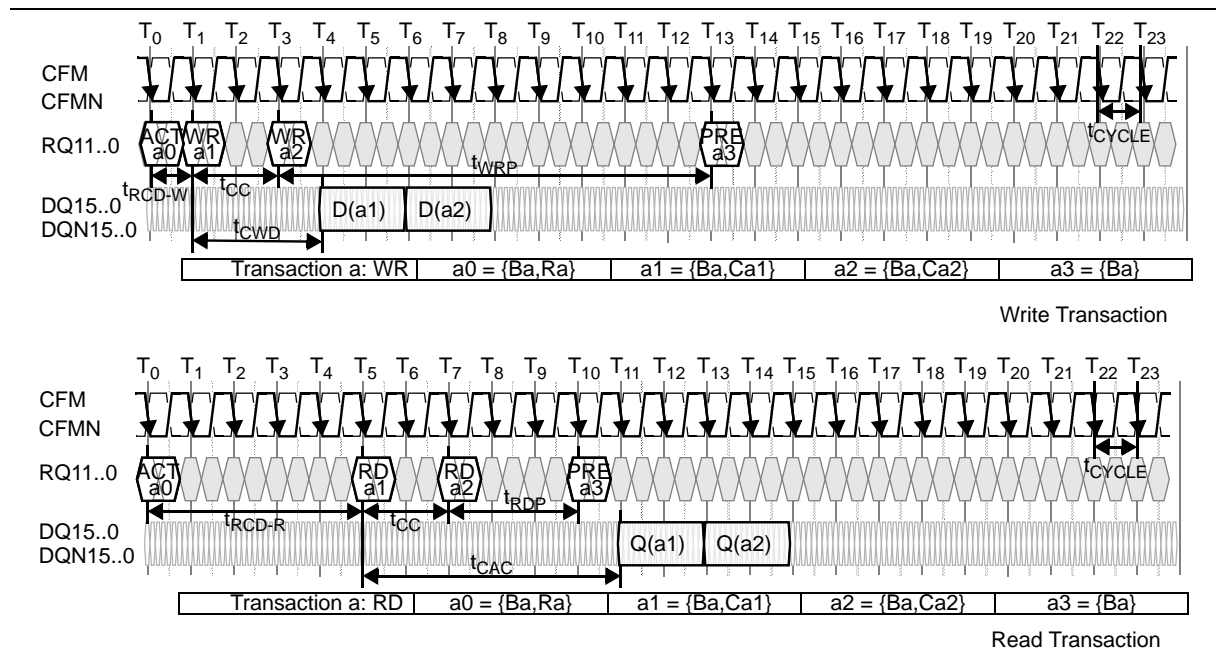 T0 T1 T2 T3 T4 T5 T6 T7 T8 T9 T10 T11 T12 T13 T14 T15 T16 T17 T18 T19 T20 T21 T22 T23
CFM
CFMN
tCYCLE
RQ11..0
ACT a0
WR a1
WR a2
PRE a3
tWRP
tRCD-W
tCC
DQ15..0
DQN15..0
D(a1)
D(a2)
tCWD
Transaction a: WR
a0 = {Ba,Ra}
a1 = {Ba,Ca1}
a2 = {Ba,Ca2}
a3 = {Ba}
Write Transaction
T0 T1 T2 T3 T4 T5 T6 T7 T8 T9 T10 T11 T12 T13 T14 T15 T16 T17 T18 T19 T20 T21 T22 T23
CFM
CFMN
tCYCLE
RQ11..0
ACT a0
RD a1
RD a2
PRE a3
tRDP
tRCD-R
tCC
DQ15..0
DQN15..0
Q(a1)
Q(a2)
tCAC
Transaction a: RD
a0 = {Ba,Ra}
a1 = {Ba,Ca1}
a2 = {Ba,Ca2}
a3 = {Ba}
Read Transaction